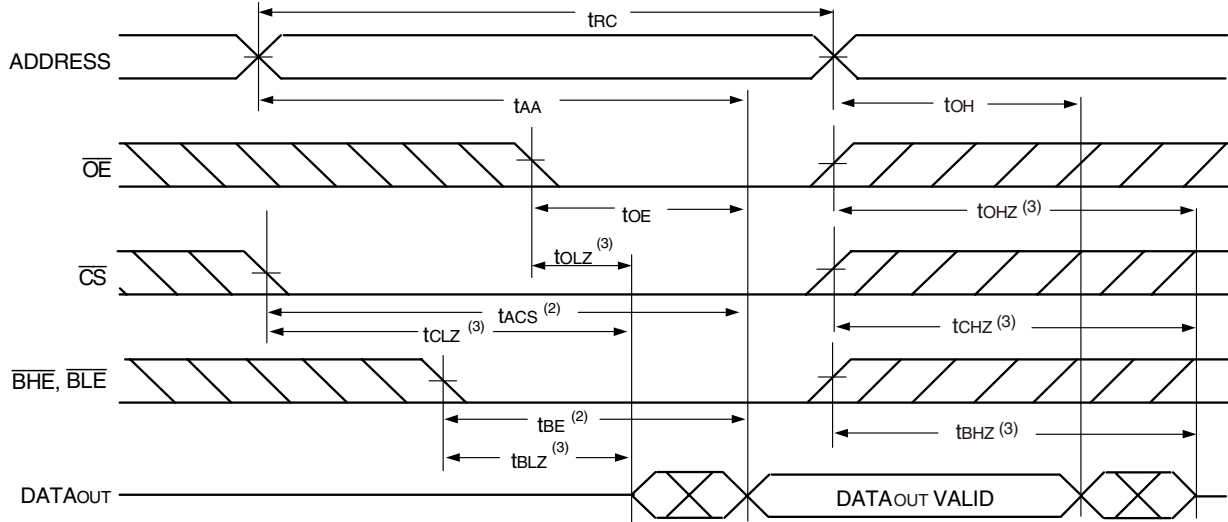 tRC
ADDRESS
tAA
tOH
OE
tOE
tOHZ (3)
tOLZ (3)
CS
tACS (2)
tCLZ (3)
tCHZ (3)
BHE, BLE
tBE (2)
tBHZ (3)
tBLZ (3)
DATAOUT
DATAOUT VALID